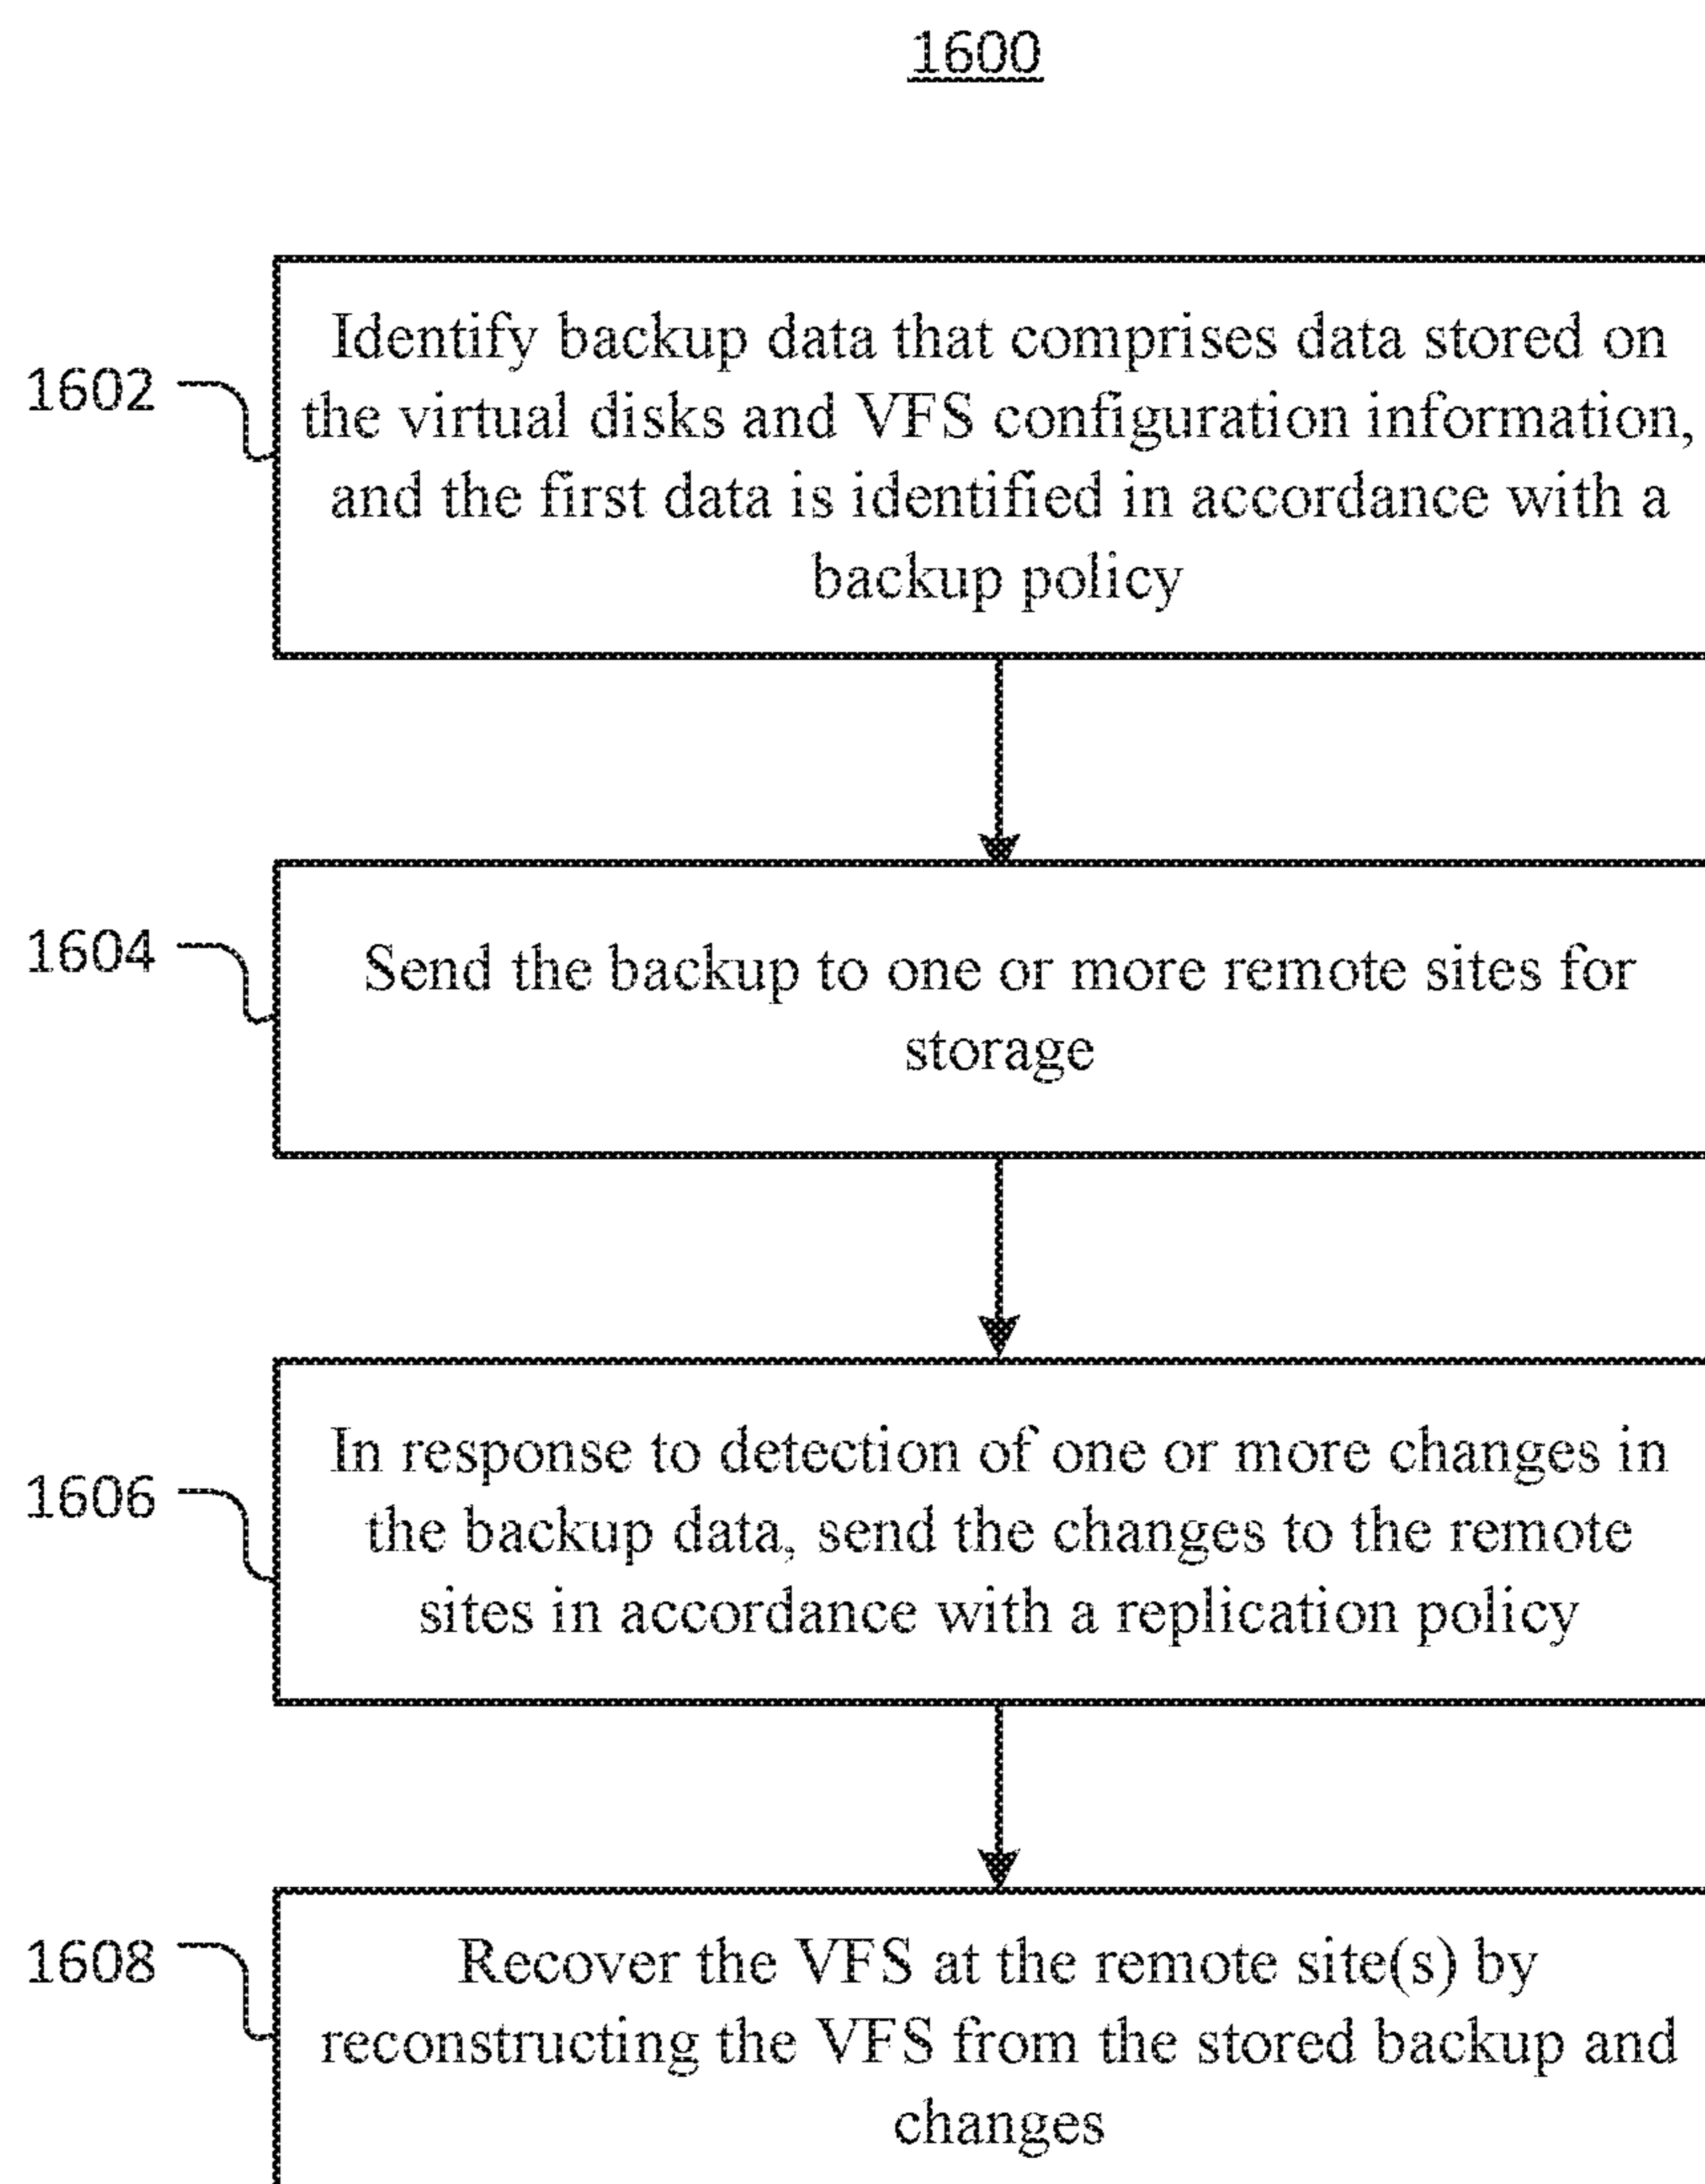 1600
1602
Identify backup data that comprises data stored on
the virtual disks and VFS configuration information,
and the first data is identified in accordance with a
backup policy
1604
Send the backup to one or more remote sites for
storage
1606
In response to detection of one or more changes in
the backup data, send the changes to the remote
sites in accordance with a replication policy
1608
Recover the VFS at the remote site(s) by
reconstructing the VFS from the stored backup and
changes